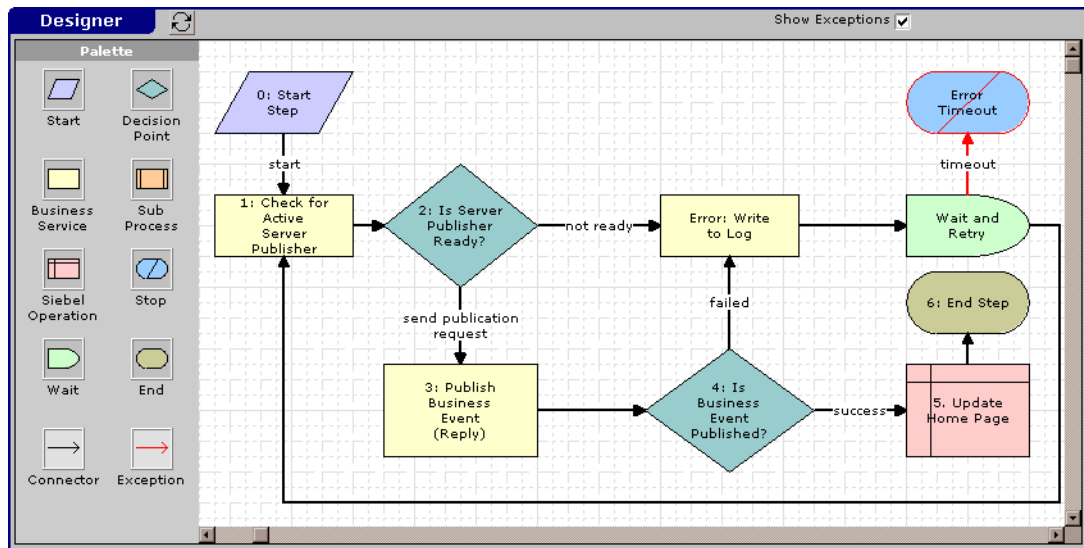 Designer
Show Exceptions
Palette
Start
Decision
Point
Business
Service
Sub
Process
Siebel
Operation
Stop
Wait
End
Connector
Exception
0: Start
Step
start
1: Check for
Active
Server
Publisher
2: Is Server
Publisher
Ready?
not ready
Error: Write
to Log
Wait and
Retry
timeout
Error
Timeout
send publication
request
3: Publish
Business
Event
(Reply)
failed
4: Is
Business
Event
Published?
success
5. Update
Home Page
6: End Step